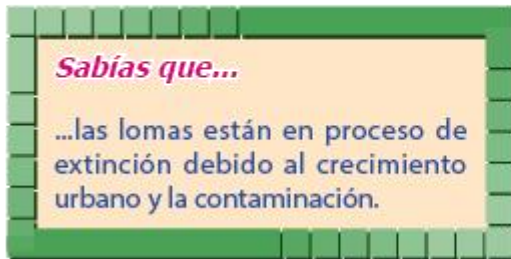 Sabías que...
...las lomas están en proceso de
extinción debido al crecimiento
urbano y la contaminación.